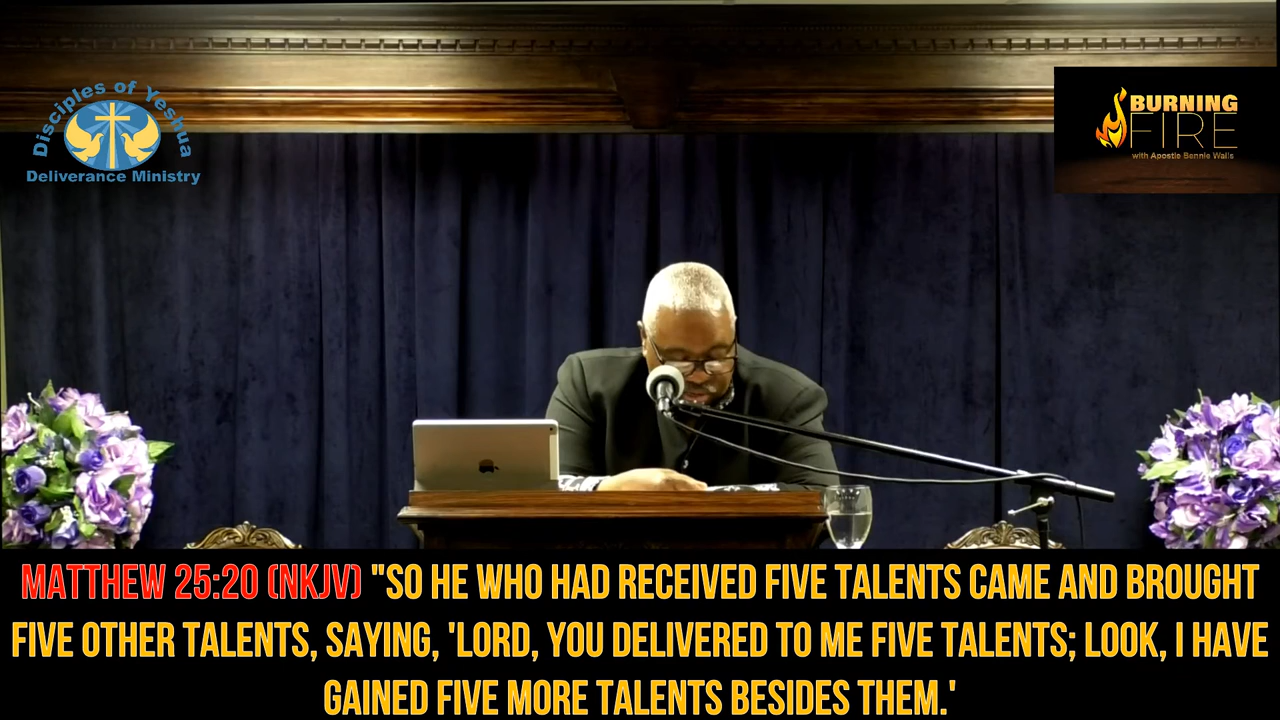 Disciples of Yeshua
Deliverance Ministry
BURNING
FIRE
with Apostle Bennie Walls
MATTHEW 25:20 (NKJV) "SO HE WHO HAD RECEIVED FIVE TALENTS CAME AND BROUGHT
FIVE OTHER TALENTS, SAYING, 'LORD, YOU DELIVERED TO ME FIVE TALENTS; LOOK, I HAVE
GAINED FIVE MORE TALENTS BESIDES THEM.'